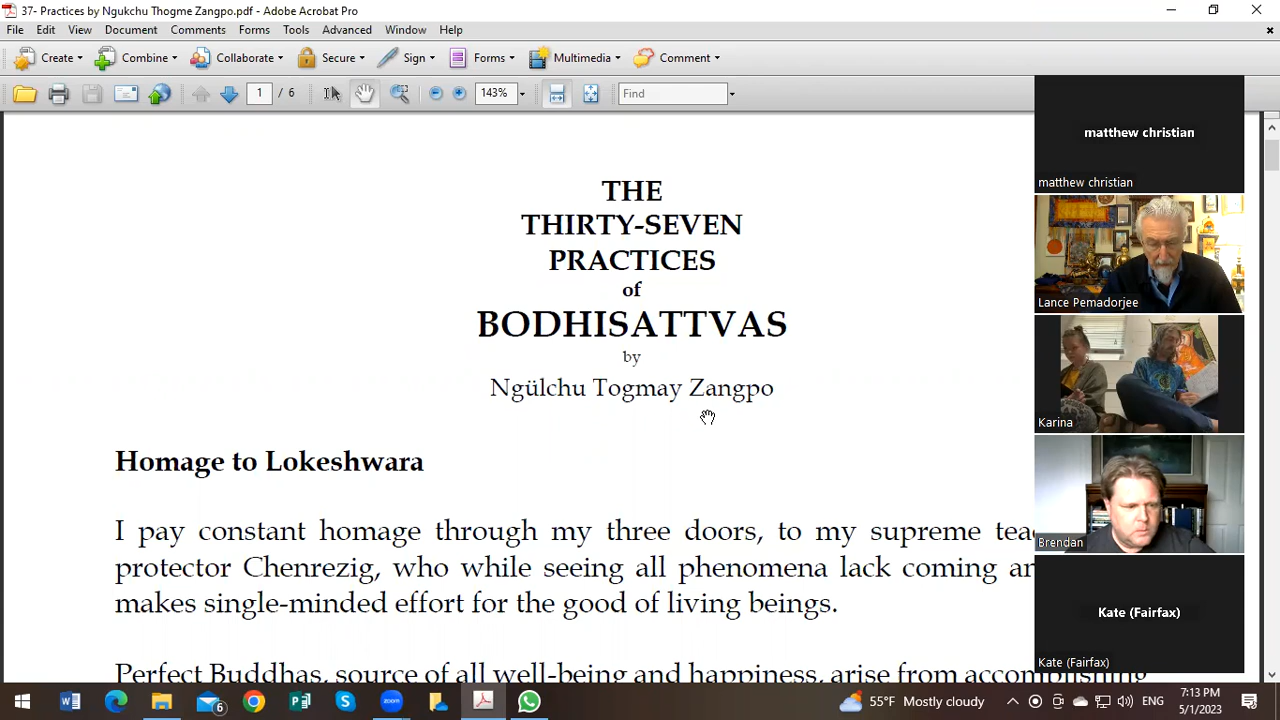 37- Practices by Ngukchu Thogme Zangpo.pdf - Adobe Acrobat Pro
File Edit View Document Comments Forms Tools Advanced Window Help
Create Combine Collaborate Secure Sign Forms Multimedia Comment
1 / 6 143% Find
THE
THIRTY-SEVEN
PRACTICES
of
BODHISATTVAS
by
Ngülchu Togmay Zangpo
Homage to Lokeshwara
I pay constant homage through my three doors, to my supreme
protector Chenrezig, who while seeing all phenomena lack coming
makes single-minded effort for the good of living beings.
Perfect Buddhas, source of all well-being and happiness, arise from accomplishing
matthew christian
matthew christian
Lance Pemadorjee
Karina
Brendan
Kate (Fairfax)
Kate (Fairfax)
6
55°F Mostly cloudy
ENG
7:13 PM
5/1/2023